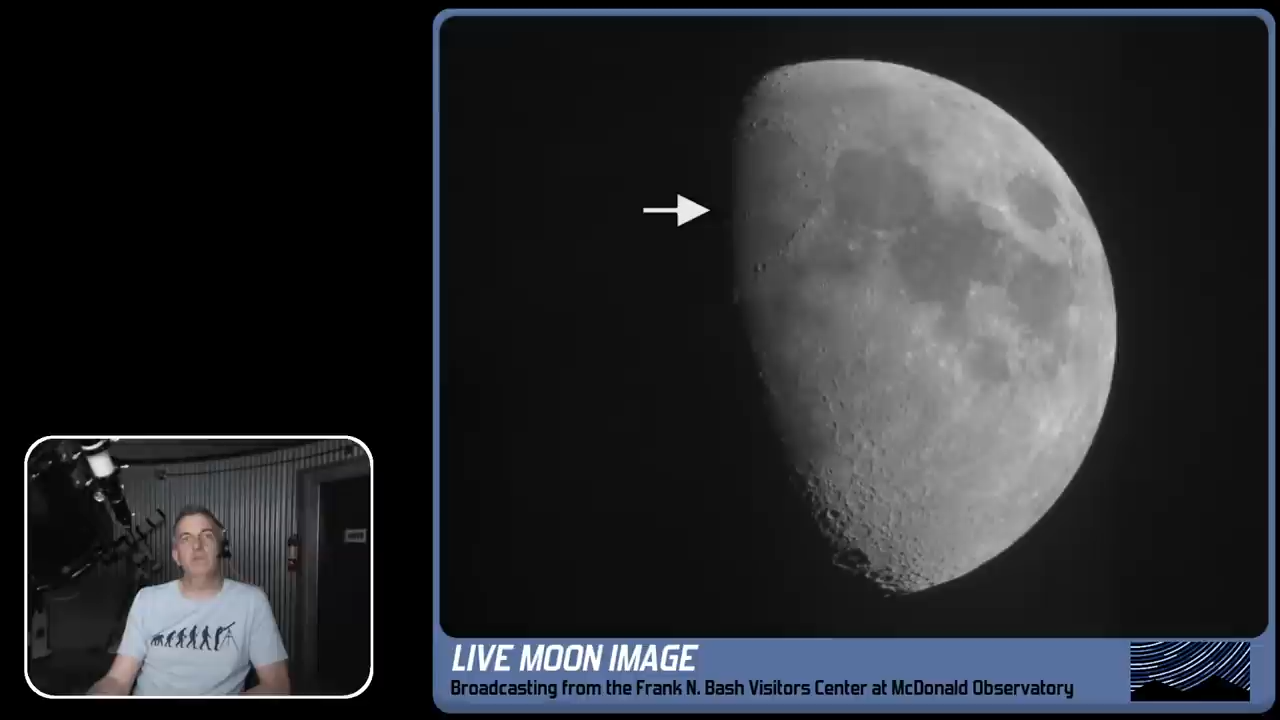 LIVE MOON IMAGE
Broadcasting from the Frank N. Bash Visitors Center at McDonald Observatory